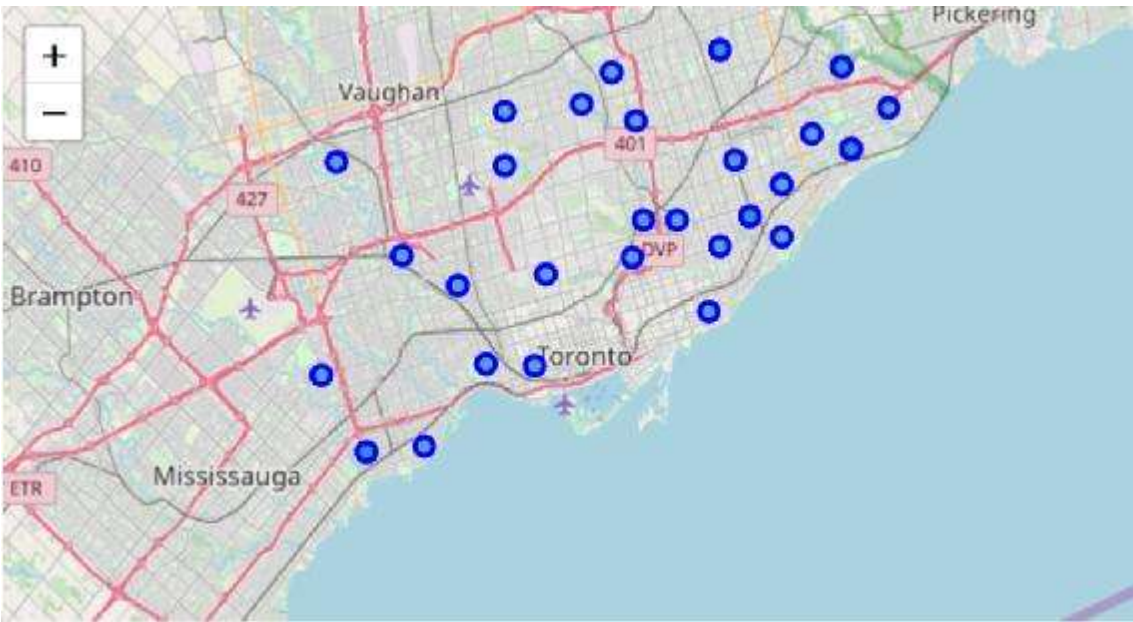 Pickering
+
Vaughan
−
401
410
427
DVP
Brampton
Toronto
Mississauga
ETR